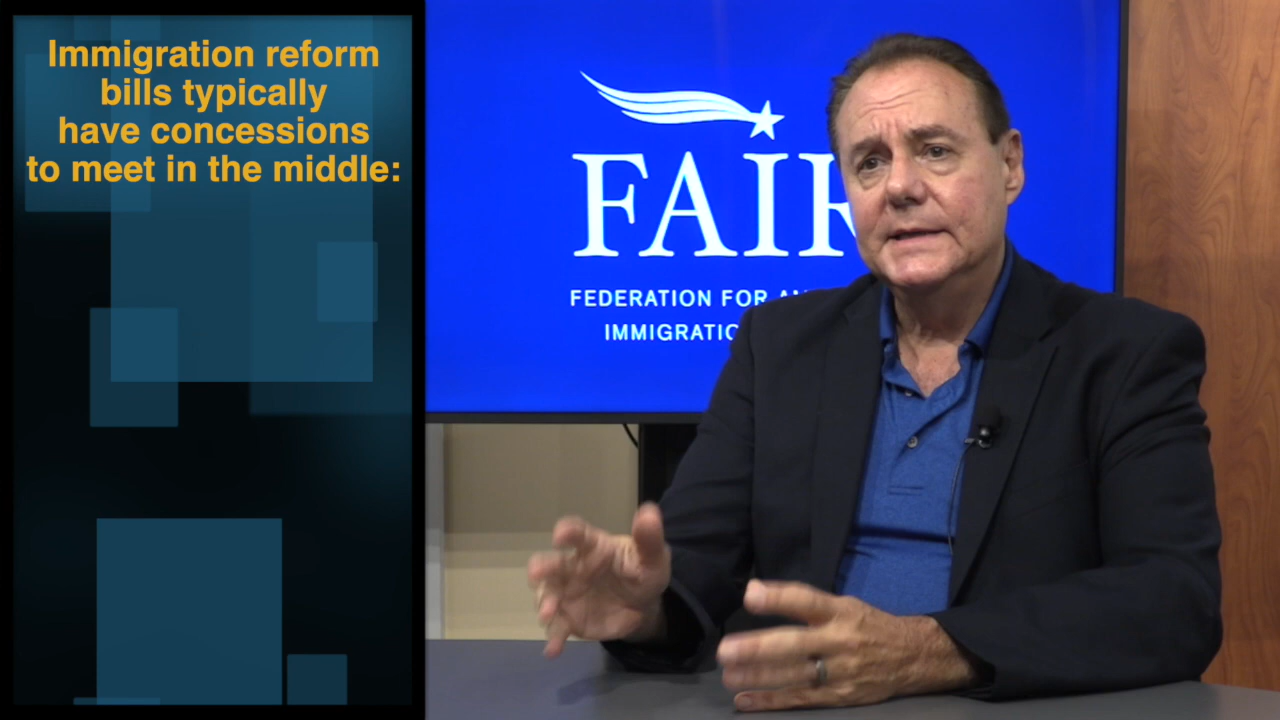 Immigration reform
bills typically
have concessions
to meet in the middle:
FAIR
FEDERATION FOR
IMMIGRATIO